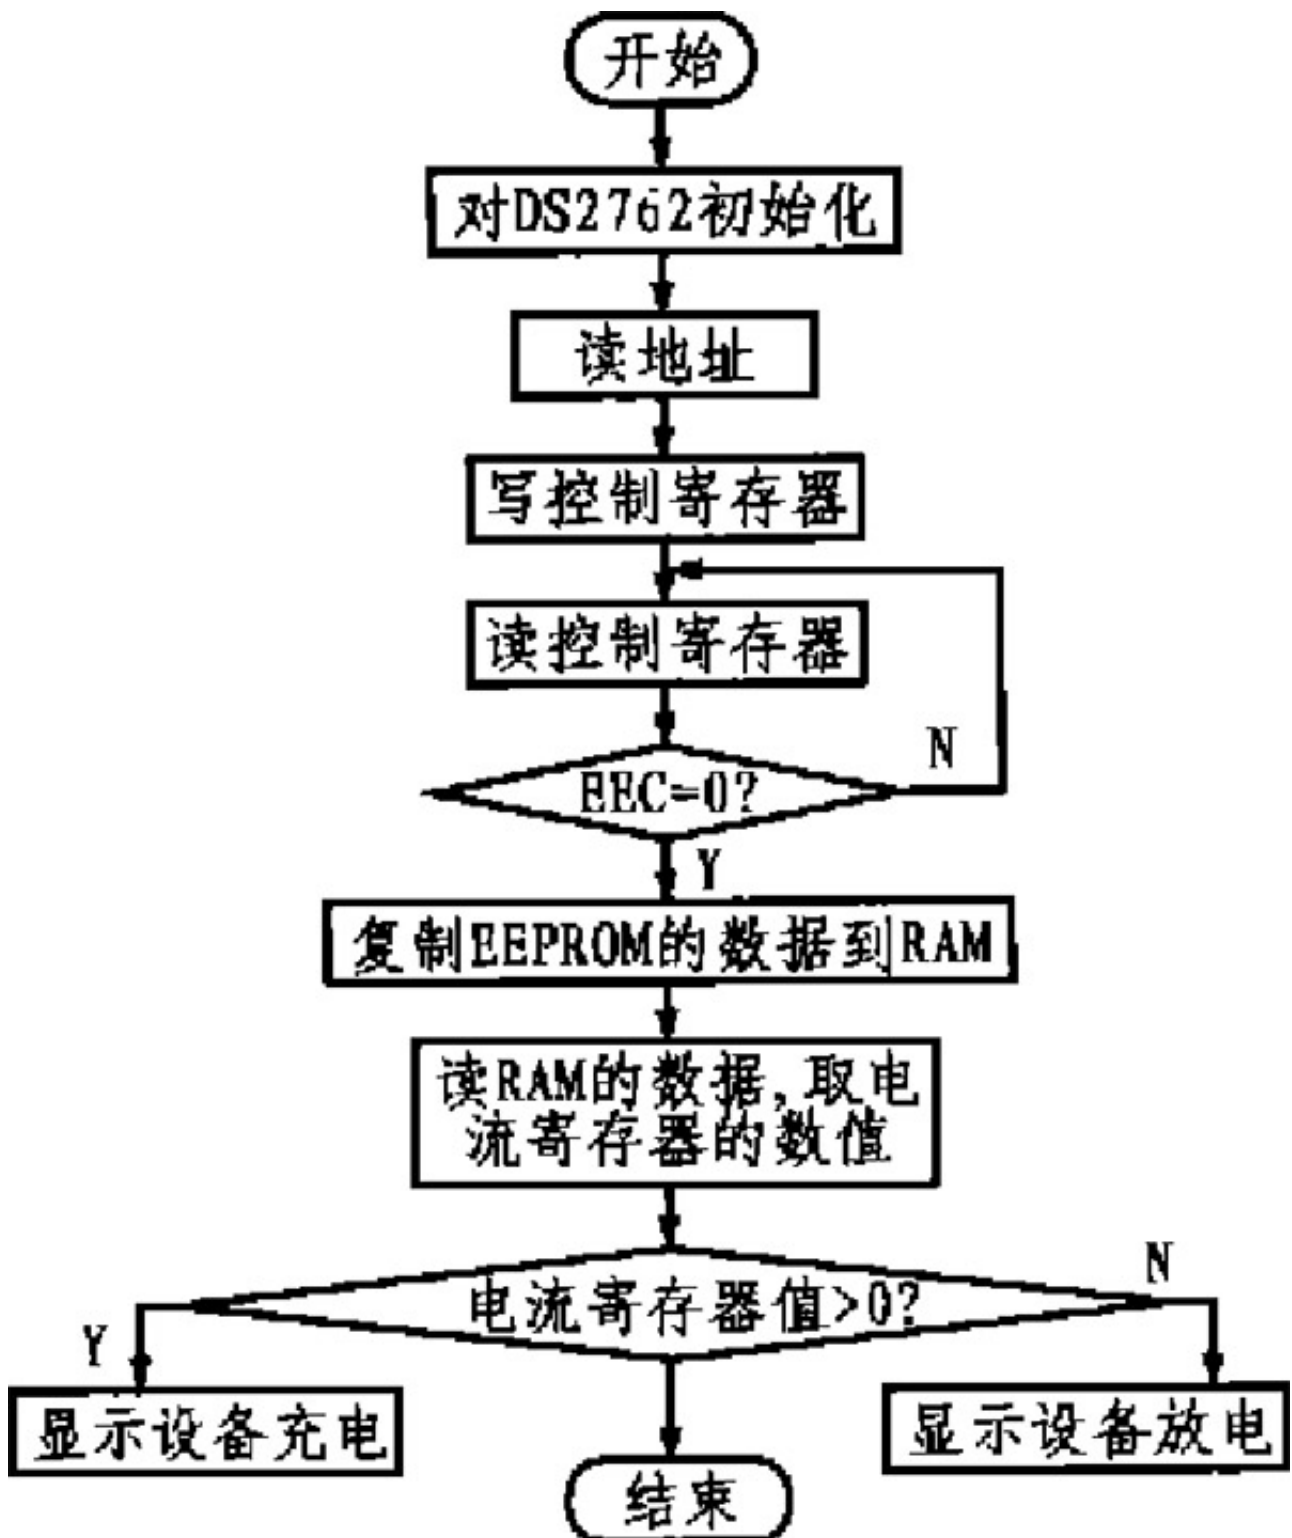 开始
对DS2762初始化
读地址
写控制寄存器
读控制寄存器
N
EEC=0?
Y
复制EEPROM的数据到RAM
读RAM的数据,取电
流寄存器的数值
N
电流寄存器值>0?
Y
显示设备充电
显示设备放电
结束